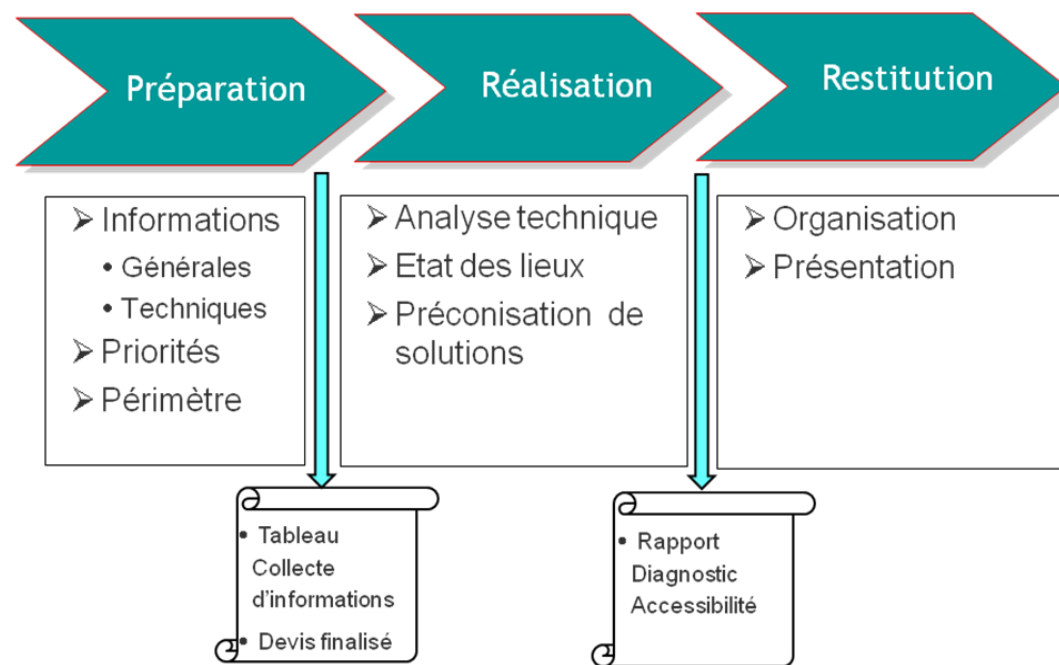 Préparation
Réalisation
Restitution
➢ Informations
• Générales
• Techniques
➢ Priorités
➢ Périmètre
➢ Analyse technique
➢ Etat des lieux
➢ Préconisation de
solutions
➢ Organisation
➢ Présentation
• Tableau
Collecte
d’informations
• Devis finalisé
• Rapport
Diagnostic
Accessibilité